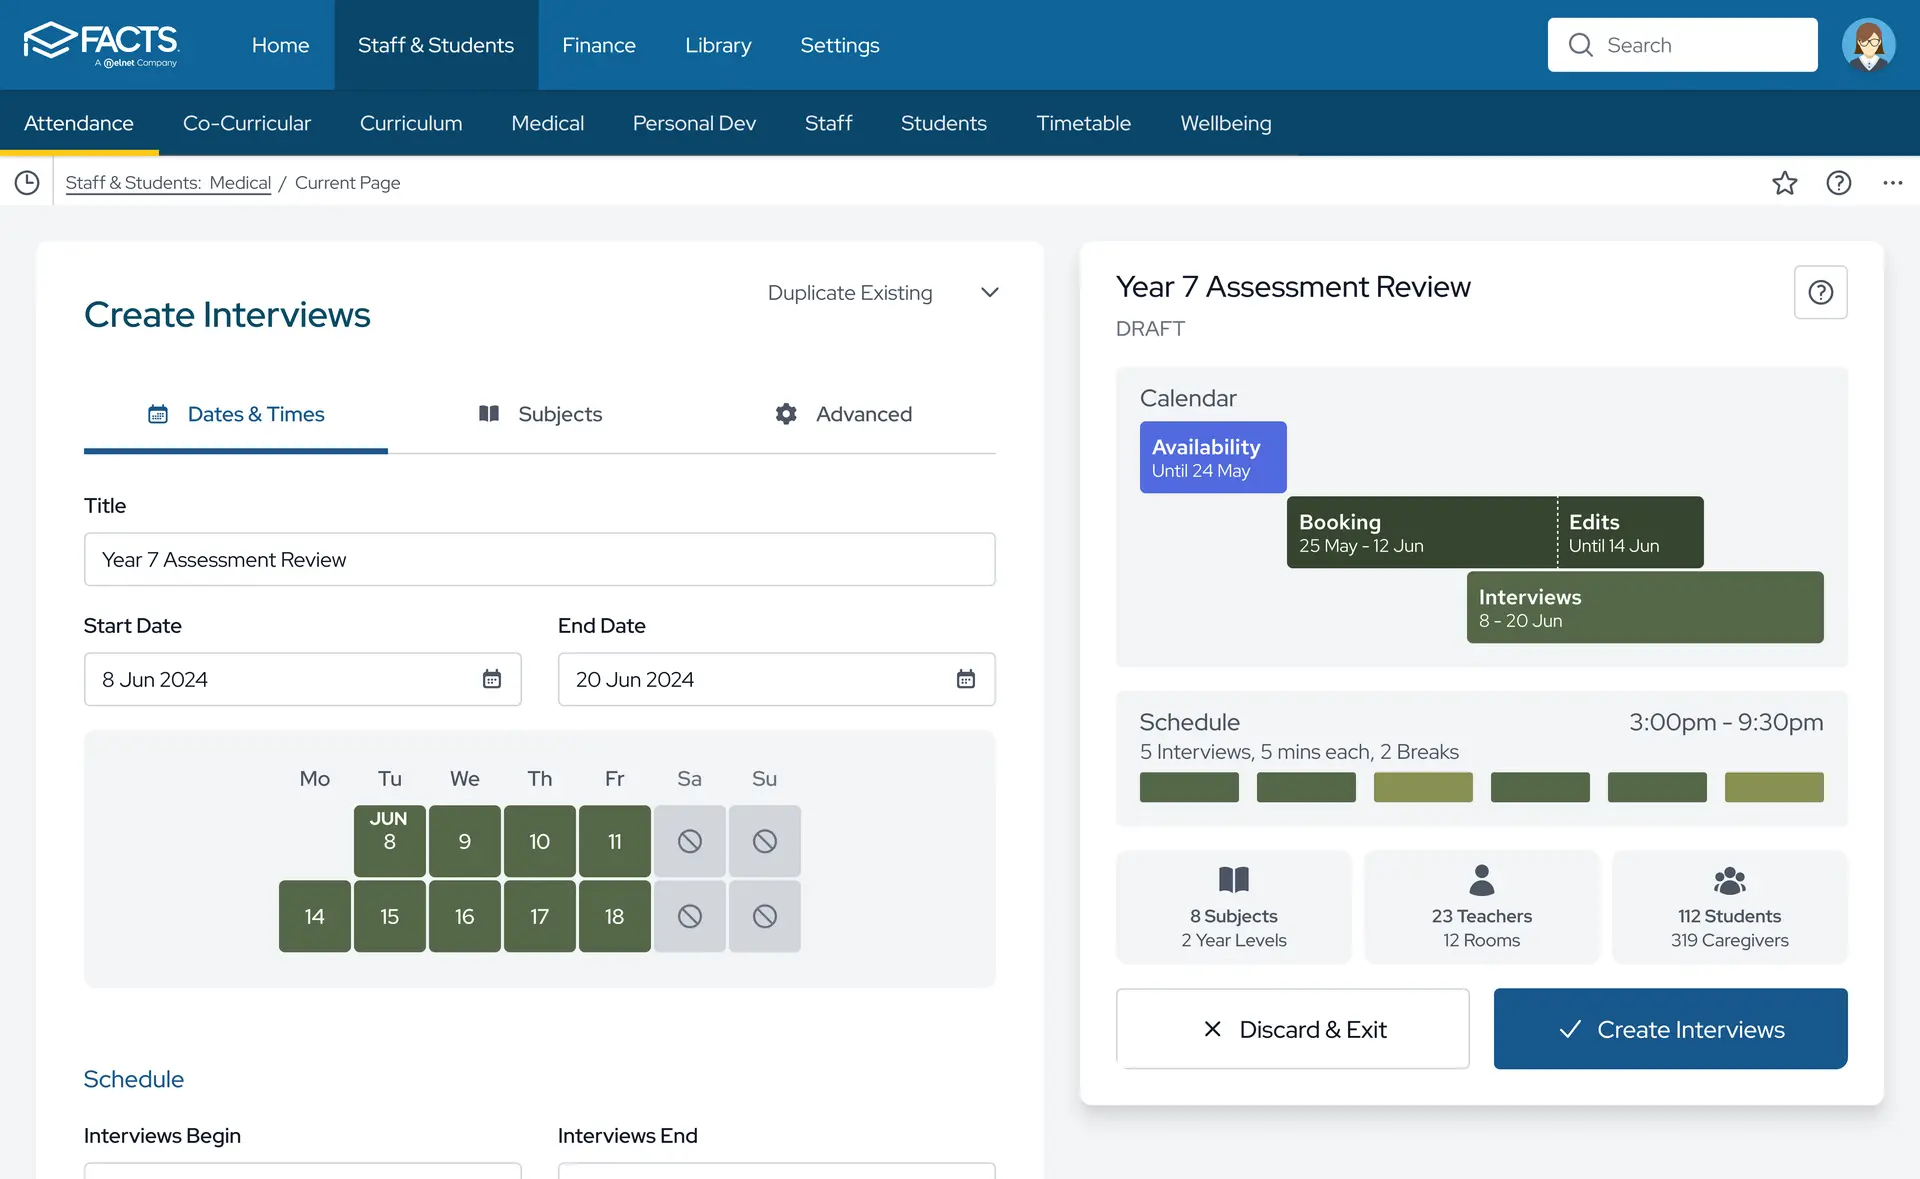 FACTS
A nelnet Company
Home
Staff & Students
Finance
Library
Settings
Search
Attendance
Co-Curricular
Curriculum
Medical
Personal Dev
Staff
Students
Timetable
Wellbeing
Staff & Students: Medical / Current Page
Create Interviews
Duplicate Existing
Dates & Times
Subjects
Advanced
Title
Year 7 Assessment Review
Start Date
End Date
8 Jun 2024
20 Jun 2024
Mo Tu We Th Fr Sa Su
JUN
8 9 10 11
14 15 16 17 18
Schedule
Interviews Begin
Interviews End
Year 7 Assessment Review
DRAFT
Calendar
Availability
Until 24 May
Booking
25 May - 12 Jun
Edits
Until 14 Jun
Interviews
8 - 20 Jun
Schedule
3:00pm - 9:30pm
5 Interviews, 5 mins each, 2 Breaks
8 Subjects
2 Year Levels
23 Teachers
12 Rooms
112 Students
319 Caregivers
Discard & Exit
Create Interviews